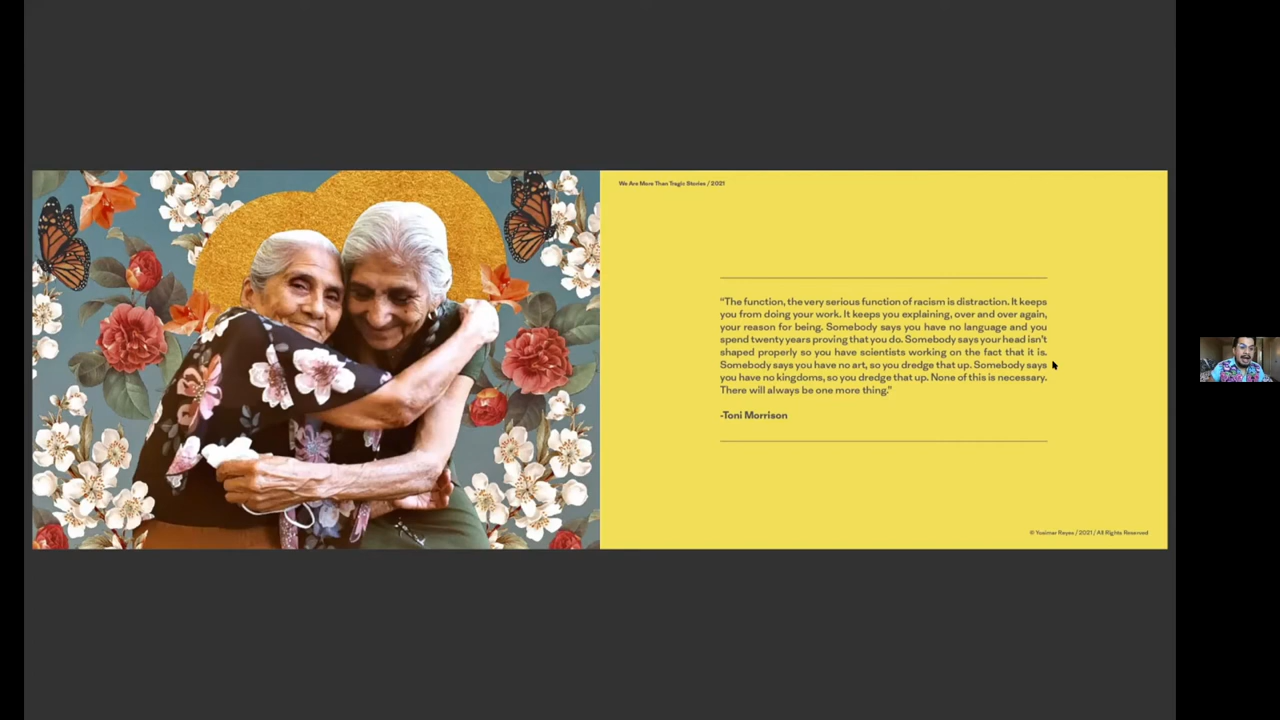 We Are More Than Tragic Stories / 2021
"The function, the very serious function of racism is distraction. It keeps
you from doing your work. It keeps you explaining, over and over again,
your reason for being. Somebody says you have no language and you
spend twenty years proving that you do. Somebody says your head isn't
shaped properly so you have scientists working on the fact that it is.
Somebody says you have no art, so you dredge that up. Somebody says
you have no kingdoms, so you dredge that up. None of this is necessary.
There will always be one more thing."
-Toni Morrison
© Yosimar Reyes / 2021 / All Rights Reserved